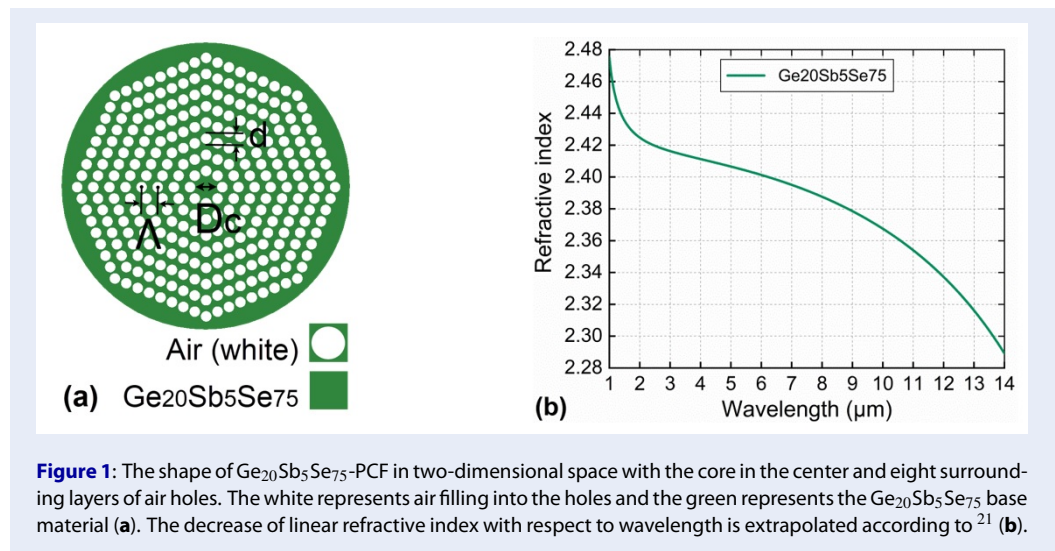 d
Dc
Λ
Air (white)
(a) Ge20Sb5Se75
2.48
2.46
2.44
2.42
2.40
2.38
2.36
2.34
2.32
2.30
2.28
Refractive index
Ge20Sb5Se75
1 2 3 4 5 6 7 8 9 10 11 12 13 14
(b) Wavelength (μm)
Figure 1: The shape of Ge₂₀Sb₅Se₇₅-PCF in two-dimensional space with the core in the center and eight surround-
ing layers of air holes. The white represents air filling into the holes and the green represents the Ge₂₀Sb₅Se₇₅ base
material (a). The decrease of linear refractive index with respect to wavelength is extrapolated according to ²¹ (b).